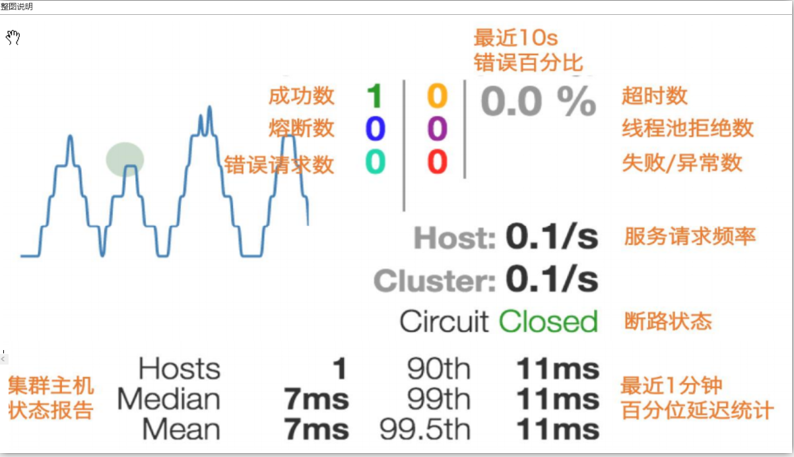 整图说明
最近10s
错误百分比
成功数 1 0 0.0 % 超时数
熔断数 0 0 线程池拒绝数
错误请求数 0 0 失败/异常数
Host: 0.1/s 服务请求频率
Cluster: 0.1/s
Circuit Closed 断路状态
集群主机
状态报告
Hosts 1 90th 11ms
Median 7ms 99th 11ms
Mean 7ms 99.5th 11ms
最近1分钟
百分位延迟统计